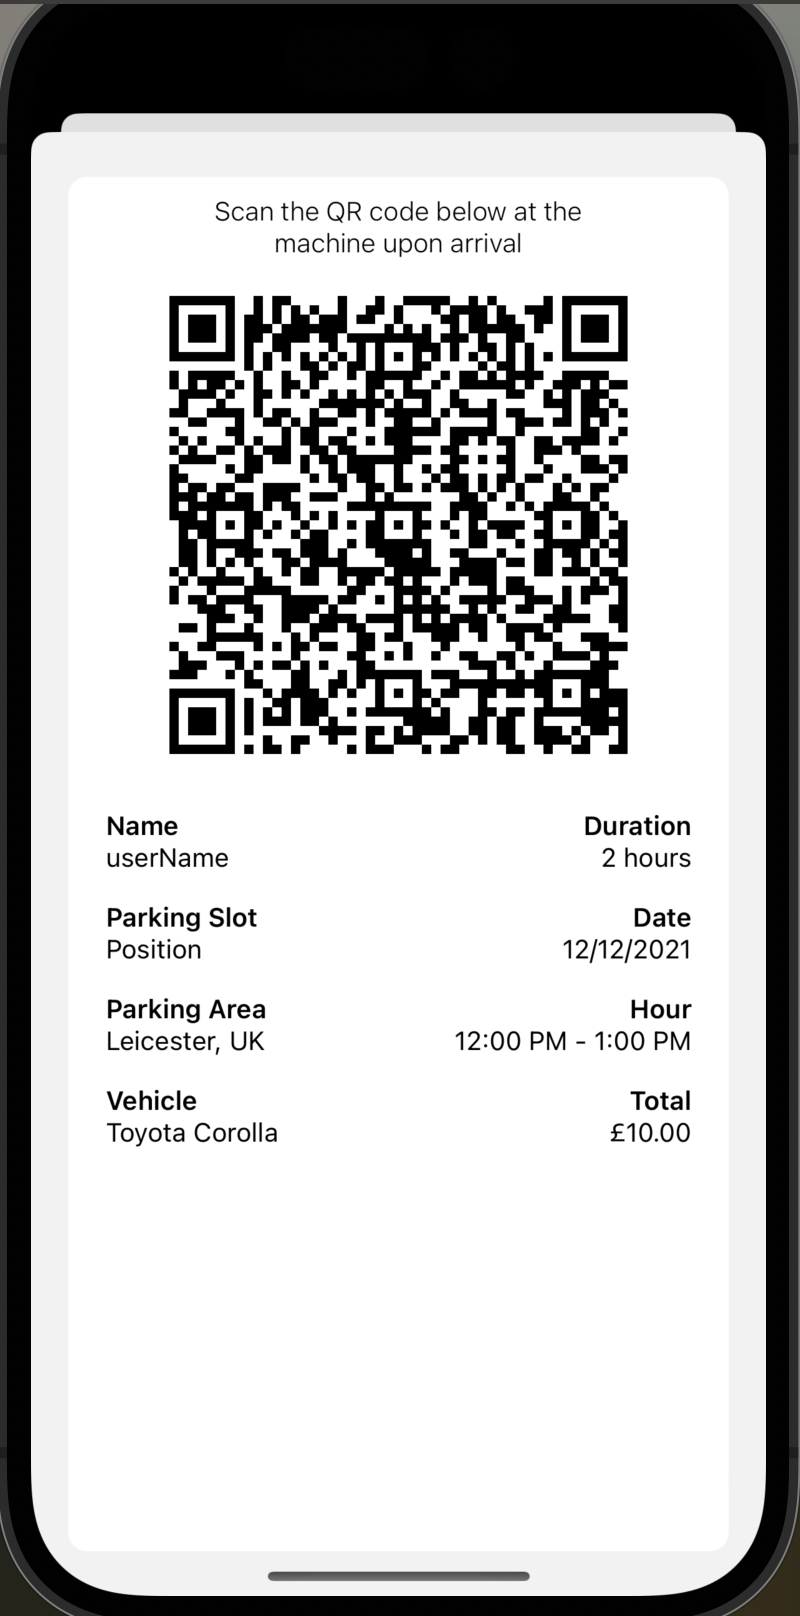 Scan the QR code below at the
machine upon arrival
Name
Duration
userName
2 hours
Parking Slot
Date
Position
12/12/2021
Parking Area
Hour
Leicester, UK
12:00 PM - 1:00 PM
Vehicle
Total
Toyota Corolla
£10.00